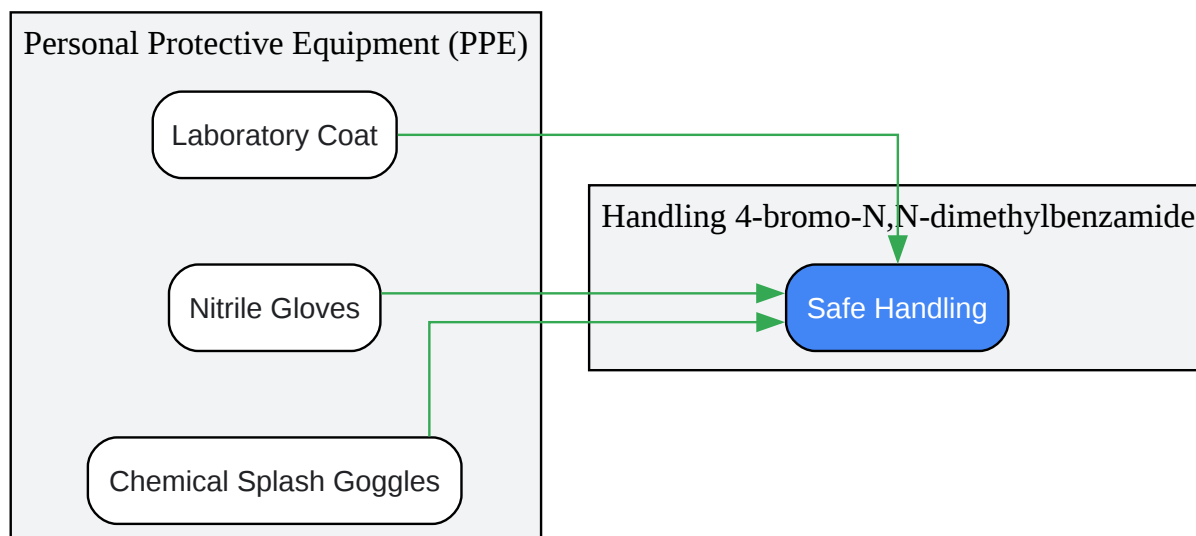 Personal Protective Equipment (PPE)
Laboratory Coat
Handling 4-bromo-N,N-dimethylbenzamide
Nitrile Gloves
Safe Handling
Chemical Splash Goggles